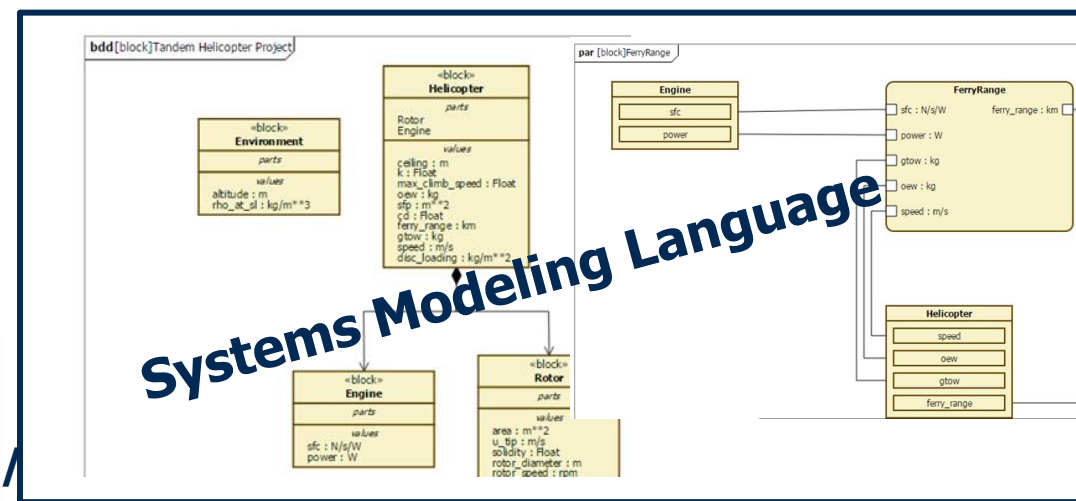 bdd [block]Tandem Helicopter Project
«block»
Helicopter
parts
Rotor
Engine
values
ceiling : m
k : Float
max_climb_speed : Float
oew : kg
sfp : m**2
cd : Float
ferry_range : km
gtow : kg
speed : m/s
disc_loading : kg/m**2
«block»
Environment
parts
values
altitude : m
rho_at_sl : kg/m**3
«block»
Engine
parts
values
sfc : N/s/W
power : W
«block»
Rotor
parts
values
area : m**2
u_tip : m/s
solidity : Float
rotor_diameter : m
rotor_speed : rpm
par [block]FerryRange
Engine
sfc
power
FerryRange
sfc : N/s/W ferry_range : km
power : W
gtow : kg
oew : kg
speed : m/s
Helicopter
speed
oew
gtow
ferry_range
Systems Modeling Language
/